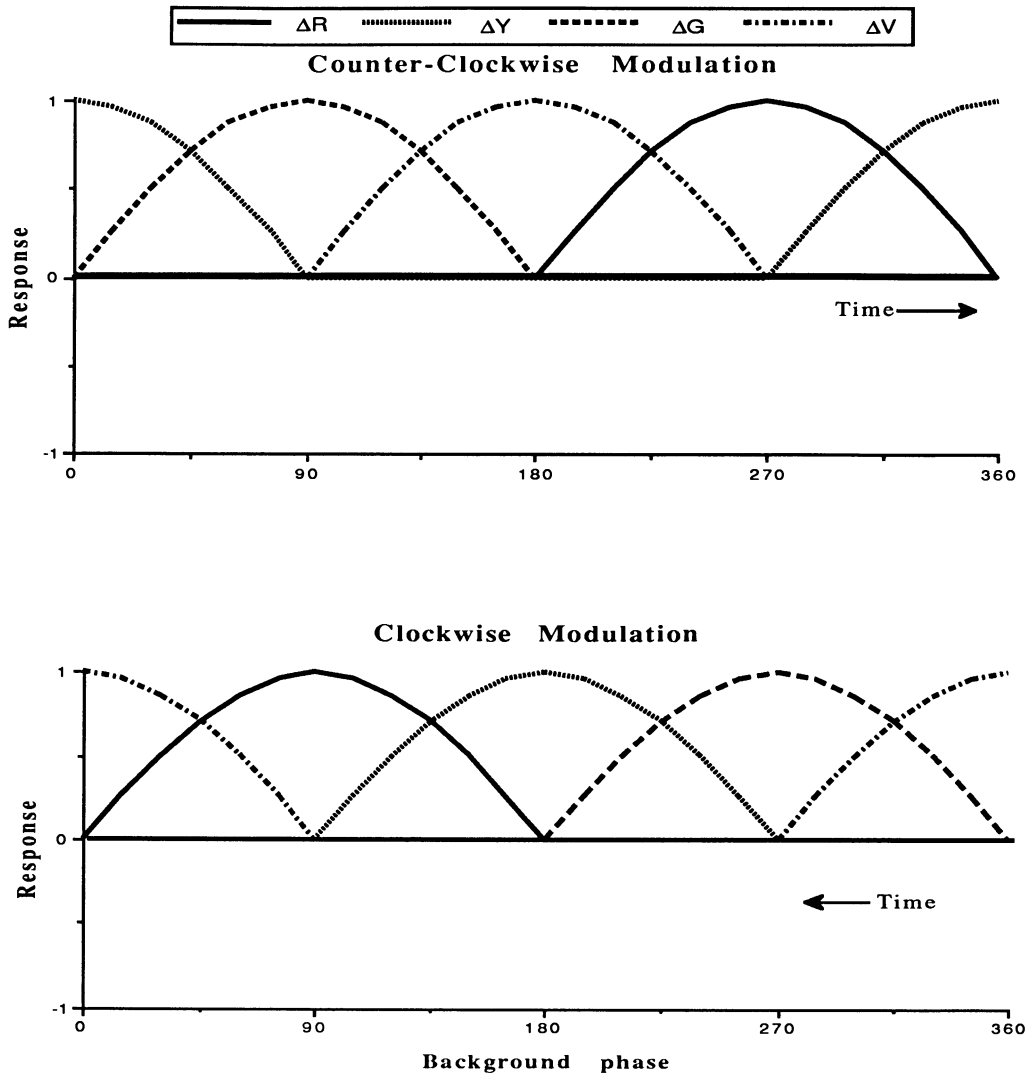 ΔR ΔY ΔG ΔV
Counter-Clockwise Modulation
1
0
-1
Response
Time
0 90 180 270 360
Clockwise Modulation
1
0
-1
Response
Time
0 90 180 270 360
Background phase